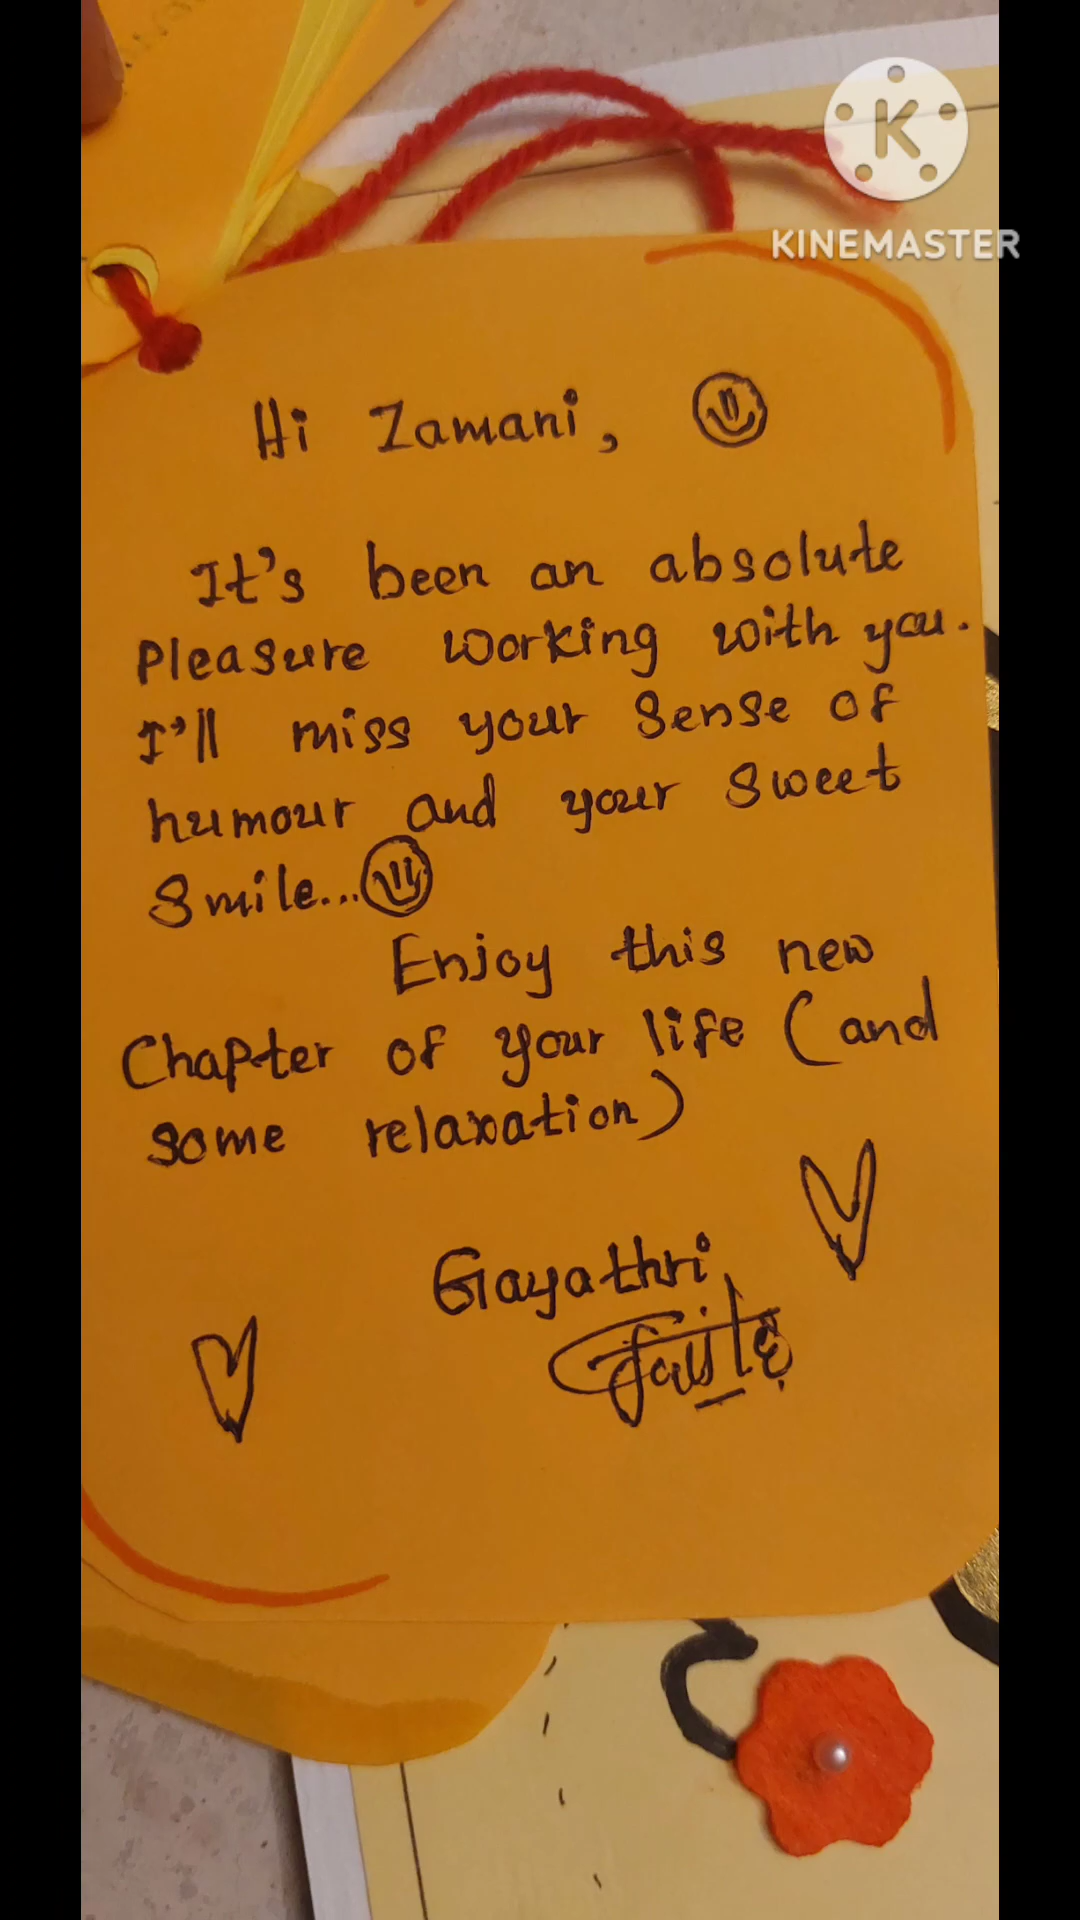 KINEMASTER
Hi Zamani, ☺
It's been an absolute
Pleasure working with you.
I'll miss your sense of
humour and your sweet
smile...☺
Enjoy this new
Chapter of your life (and
some relaxation)
Gayathri